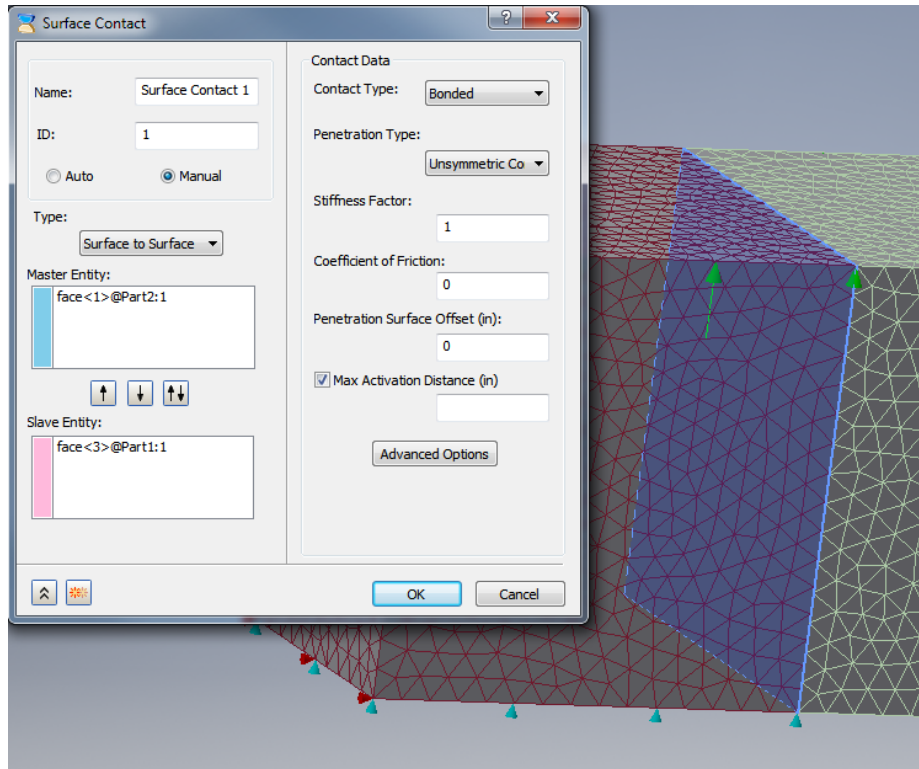 Surface Contact
Name:
Surface Contact 1
ID:
1
Auto
Manual
Type:
Surface to Surface
Master Entity:
face<1>@Part2:1
Slave Entity:
face<3>@Part1:1
Contact Data
Contact Type:
Bonded
Penetration Type:
Unsymmetric Co
Stiffness Factor:
1
Coefficient of Friction:
0
Penetration Surface Offset (in):
0
Max Activation Distance (in)
Advanced Options
OK
Cancel